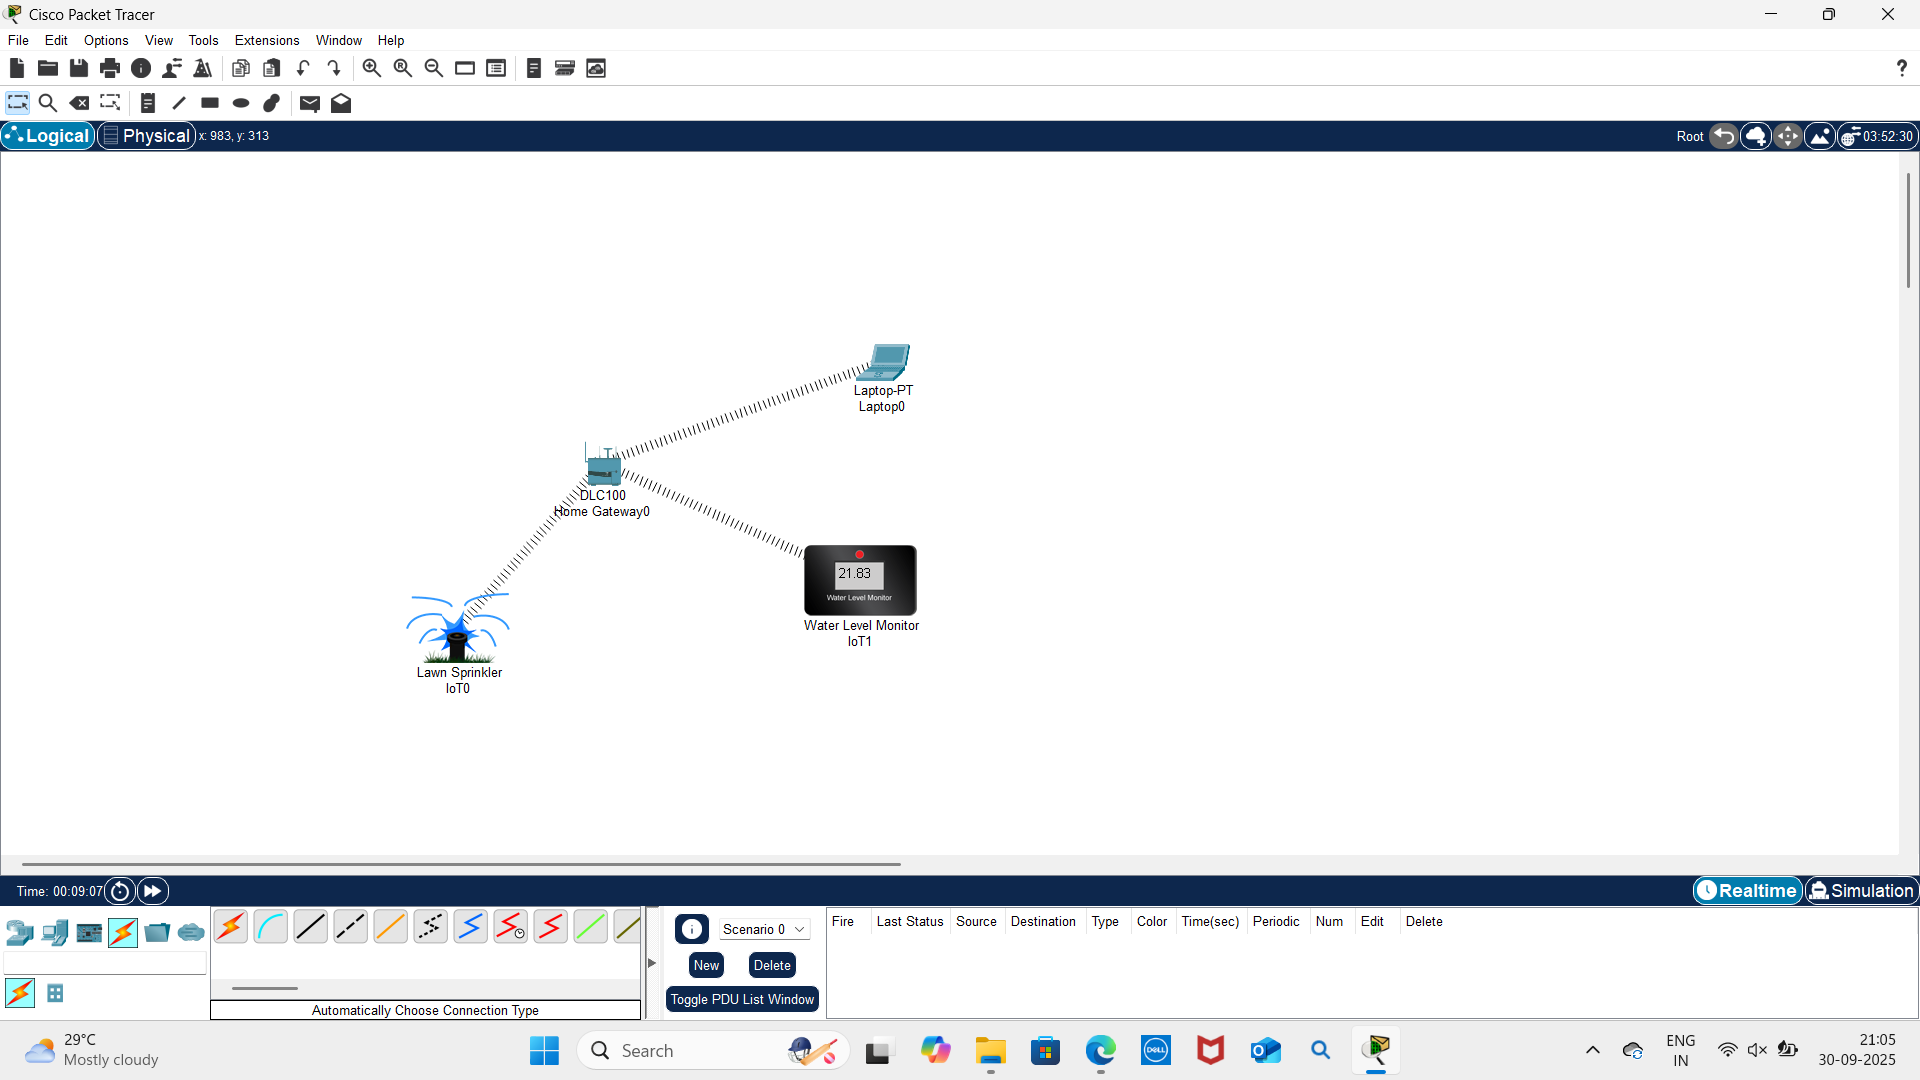 Cisco Packet Tracer
File Edit Options View Tools Extensions Window Help
?
Logical Physical x: 983, y: 313 Root 03:52:30
Laptop-PT
Laptop0
DLC100
Home Gateway0
21.83
Water Level Monitor
Water Level Monitor
IoT1
Lawn Sprinkler
IoT0
Time: 00:09:07 Realtime Simulation
Scenario 0
New Delete
Toggle PDU List Window
Fire Last Status Source Destination Type Color Time(sec) Periodic Num Edit Delete
Automatically Choose Connection Type
29°C
Mostly cloudy
Search
DELL
ENG
IN
21:05
30-09-2025